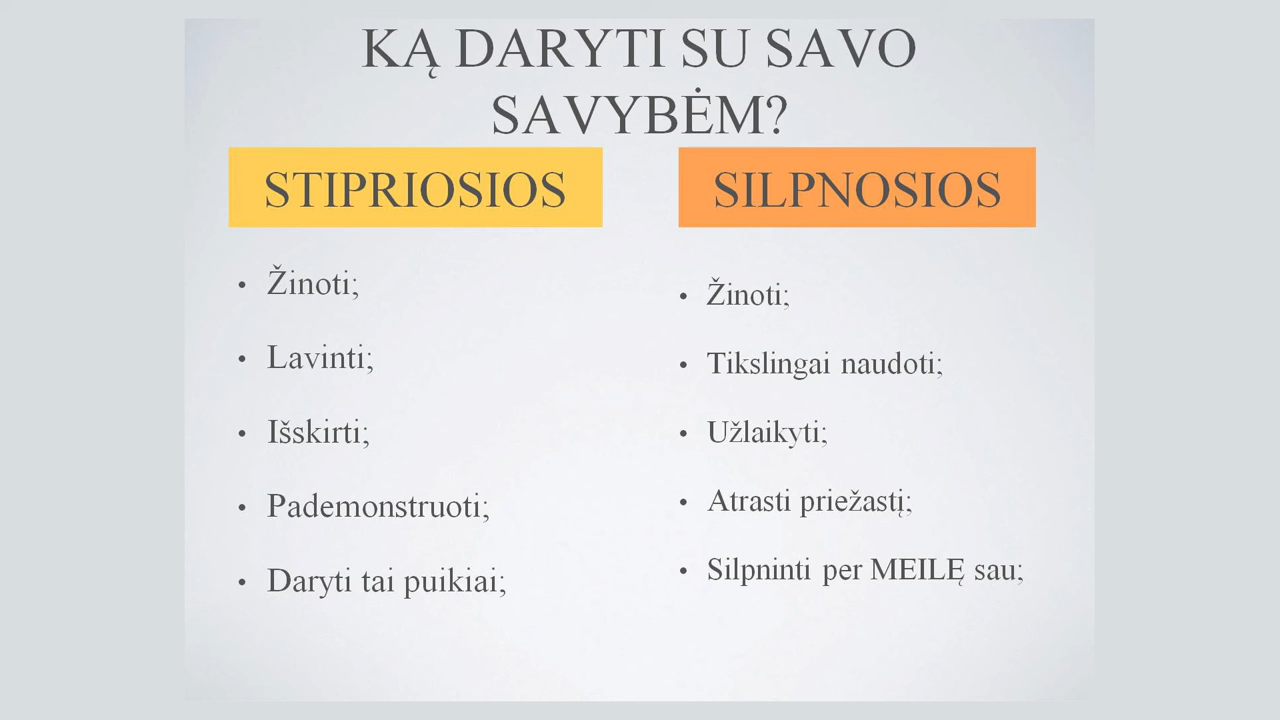 KĄ DARYTI SU SAVO
SAVYBĖM?
STIPRIOSIOS
• Žinoti;
• Lavinti;
• Išskirti;
• Pademonstruoti;
• Daryti tai puikiai;
SILPNOSIOS
• Žinoti;
• Tikslingai naudoti;
• Užlaikyti;
• Atrasti priežastį;
• Silpninti per MEILĘ sau;